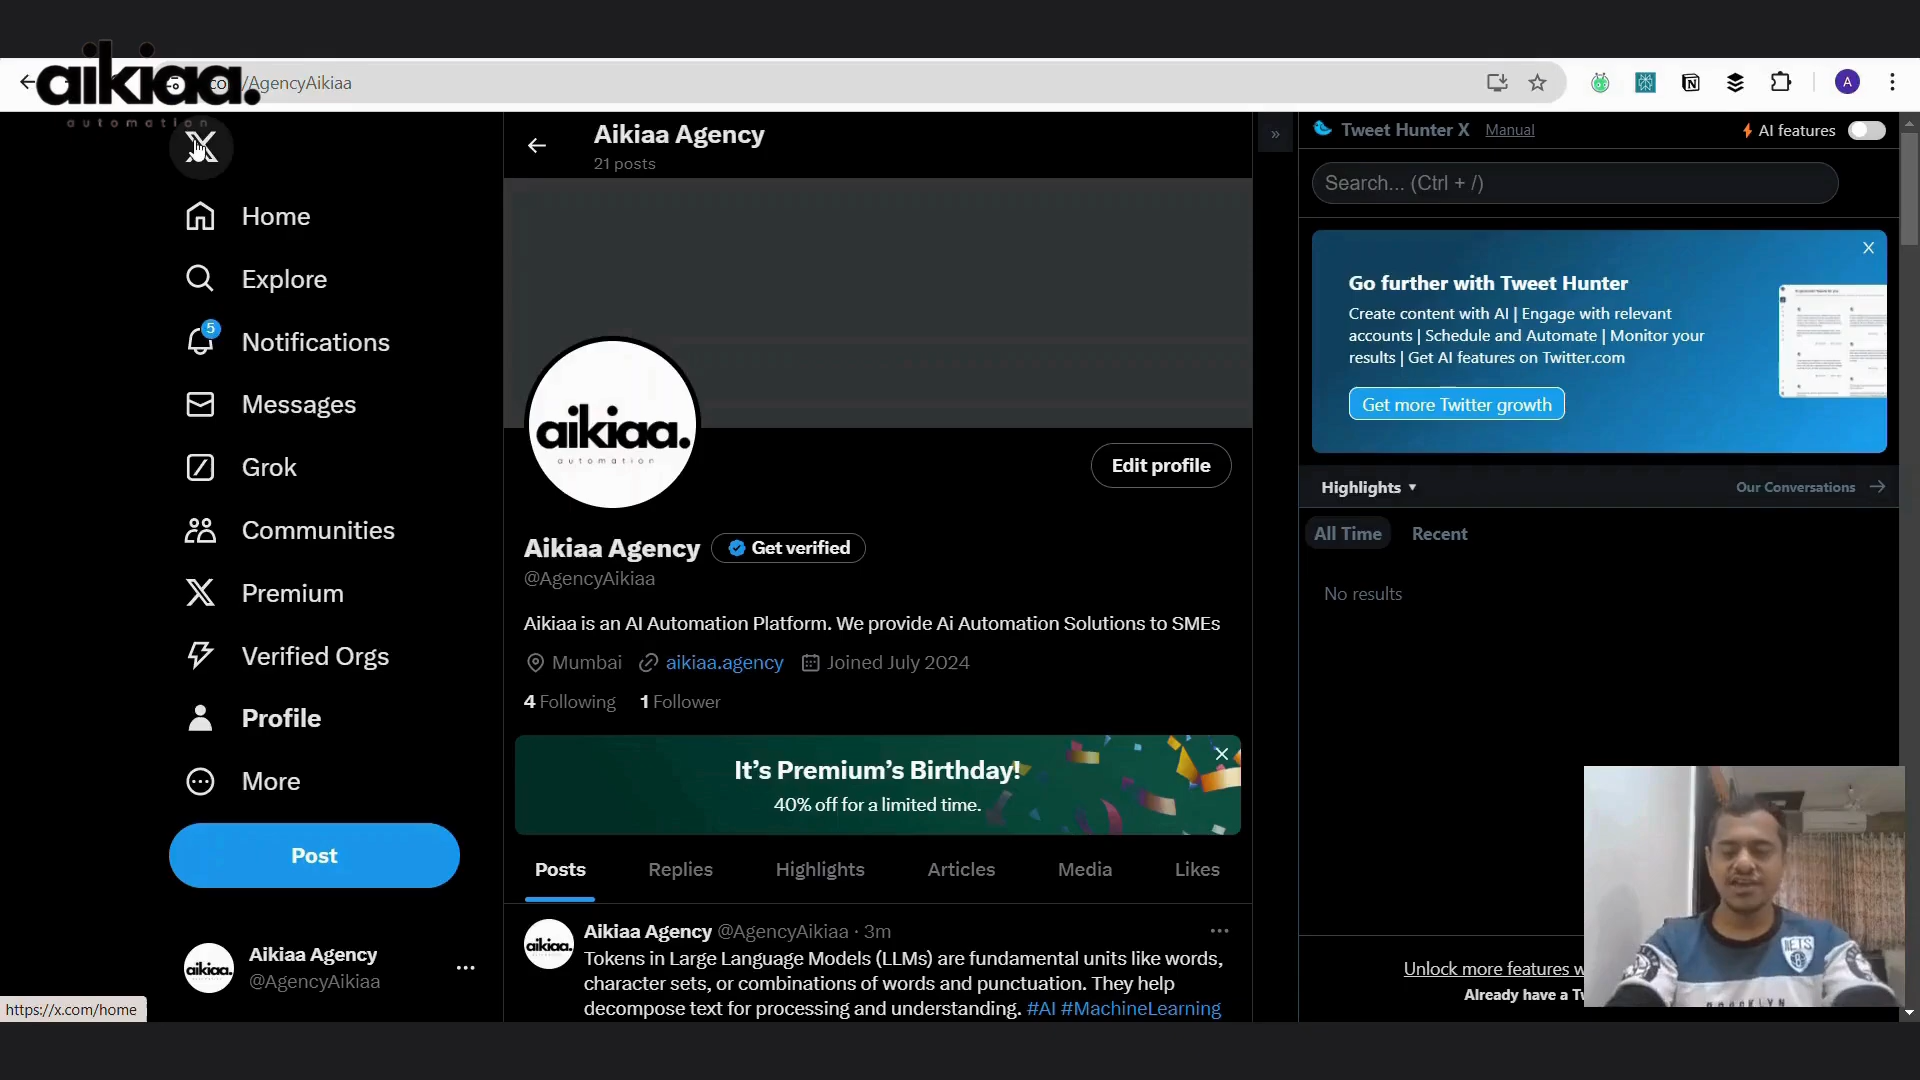 aikiaa.
automation
/AgencyAikiaa
A
Home
Explore
5
Notifications
Messages
Grok
Communities
Premium
Verified Orgs
Profile
More
Post
Aikiaa Agency
@AgencyAikiaa
https://x.com/home
Aikiaa Agency
21 posts
aikiaa.
automation
Edit profile
Aikiaa Agency
Get verified
@AgencyAikiaa
Aikiaa is an AI Automation Platform. We provide Ai Automation Solutions to SMEs
Mumbai aikiaa.agency Joined July 2024
4 Following 1 Follower
It's Premium's Birthday!
40% off for a limited time.
Posts Replies Highlights Articles Media Likes
aikiaa.
Aikiaa Agency @AgencyAikiaa · 3m
Tokens in Large Language Models (LLMs) are fundamental units like words,
character sets, or combinations of words and punctuation. They help
decompose text for processing and understanding. #AI #MachineLearning
Tweet Hunter X Manual
AI features
Search... (Ctrl + /)
Go further with Tweet Hunter
Create content with AI | Engage with relevant
accounts | Schedule and Automate | Monitor your
results | Get AI features on Twitter.com
Get more Twitter growth
Highlights
Our Conversations
All Time Recent
No results
Unlock more features
Already have a
NETS
BROOKLYN